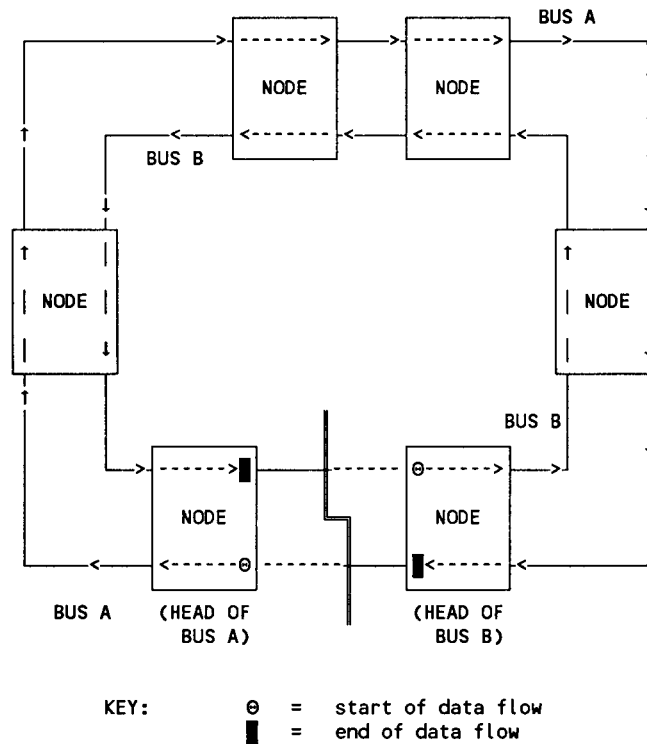 BUS A
NODE
NODE
BUS B
NODE
NODE
BUS B
NODE
NODE
BUS A
(HEAD OF
BUS A)
(HEAD OF
BUS B)
KEY:
Θ = start of data flow
█ = end of data flow